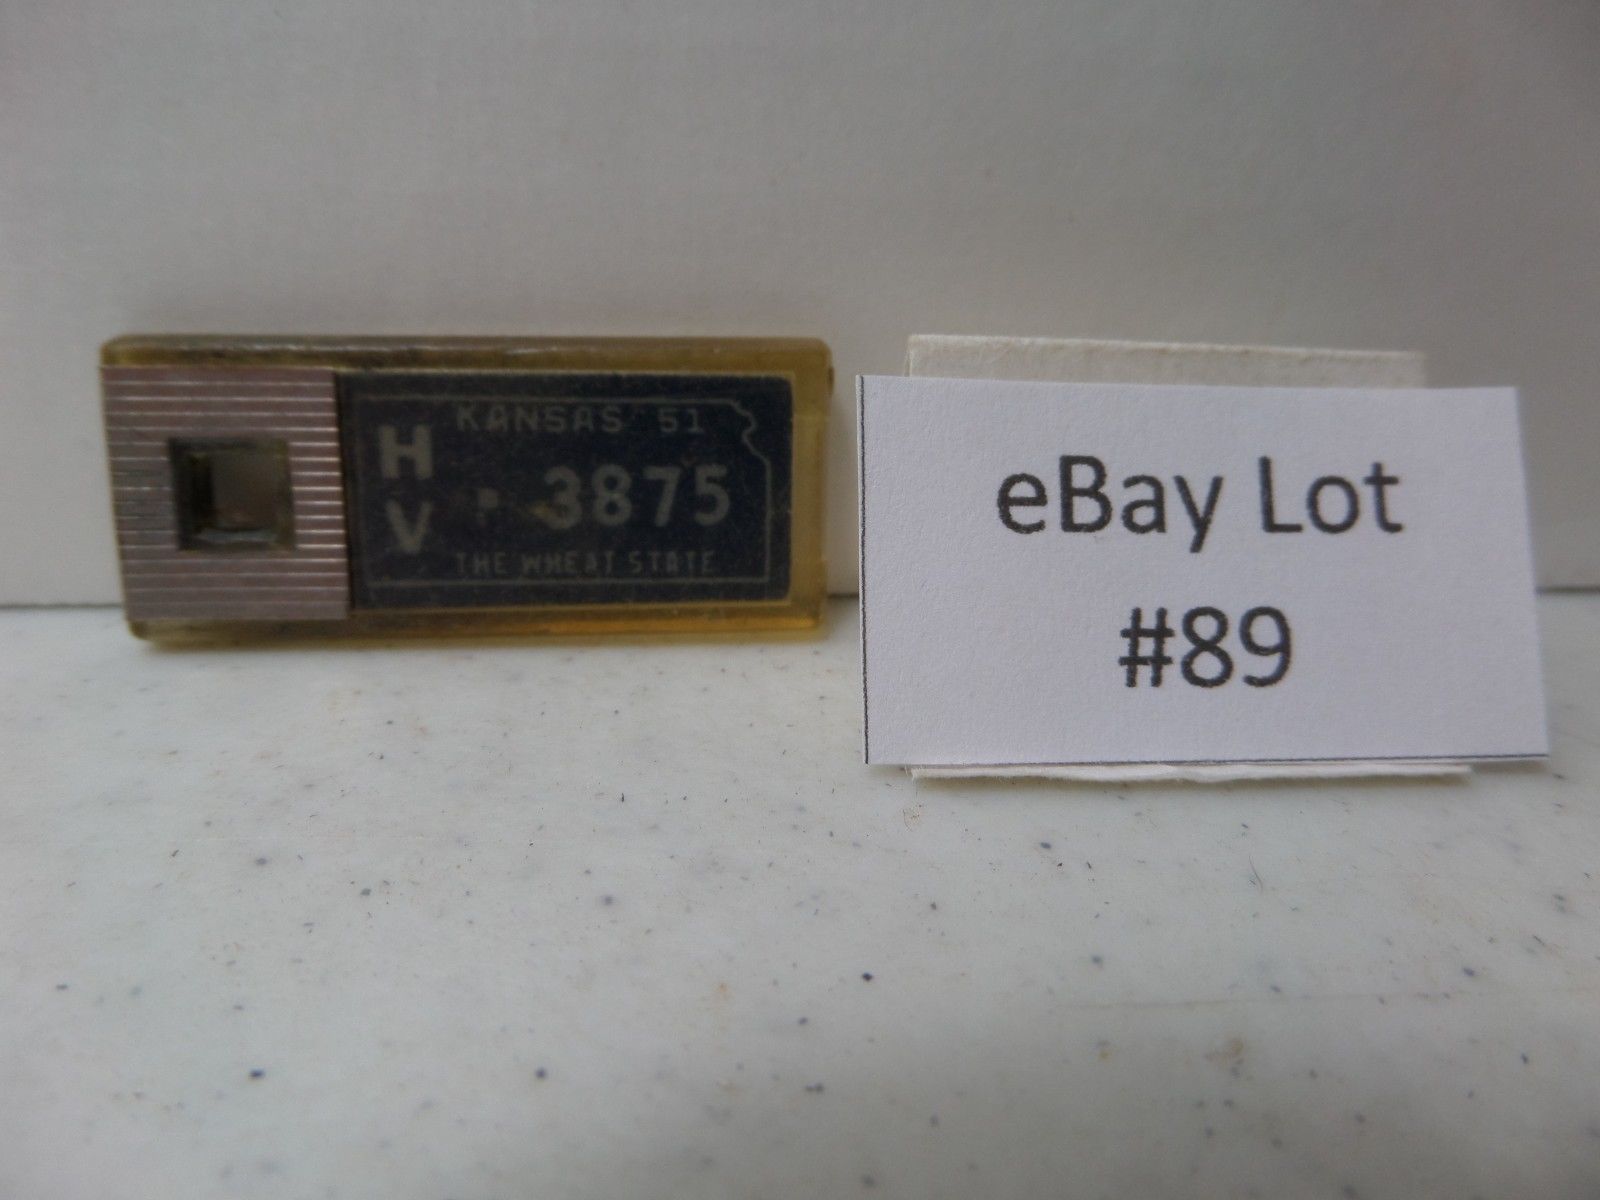 KANSAS 51
H
V
3875
THE WHEAT STATE
eBay Lot
#89